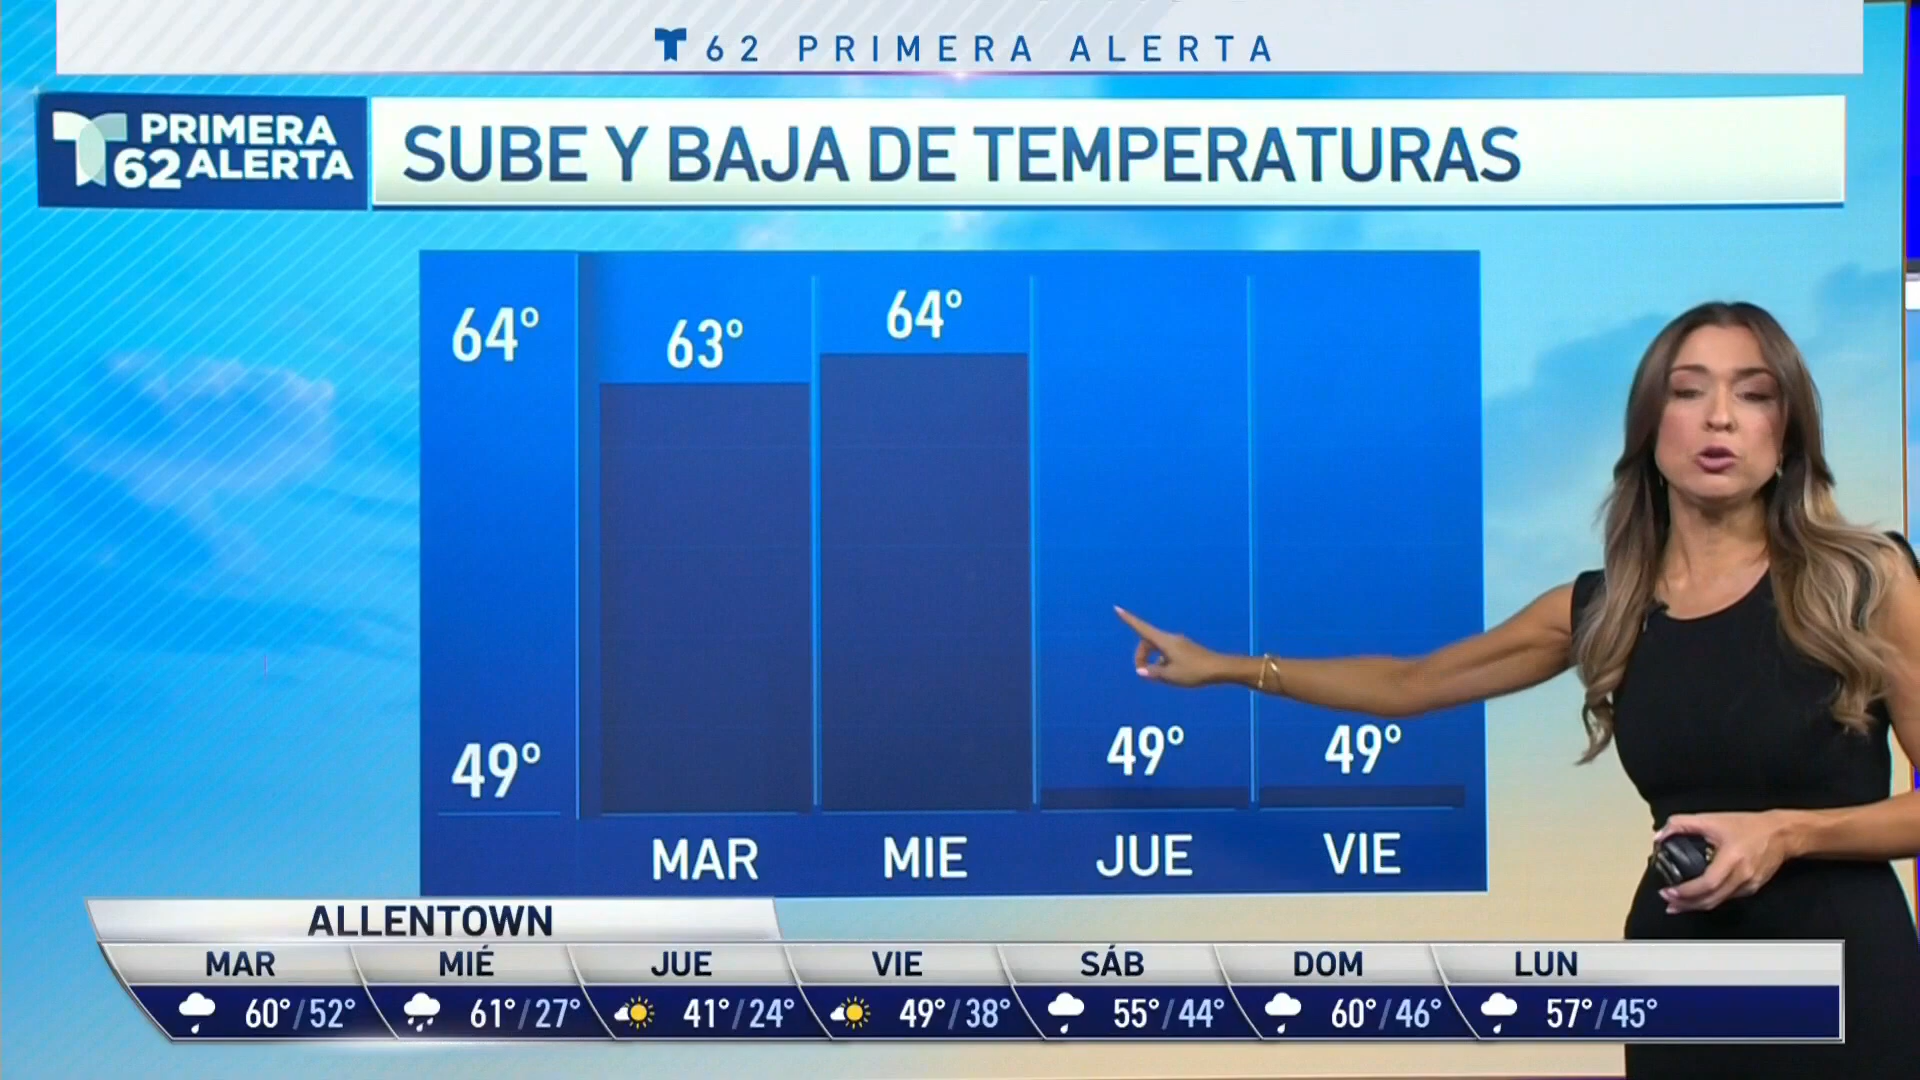 62 PRIMERA ALERTA
PRIMERA
62 ALERTA
SUBE Y BAJA DE TEMPERATURAS
64°
63°
64°
49°
49°
49°
MAR MIE JUE VIE
ALLENTOWN
MAR MIÉ JUE VIE SÁB DOM LUN
60°/52° 61°/27° 41°/24° 49°/38° 55°/44° 60°/46° 57°/45°